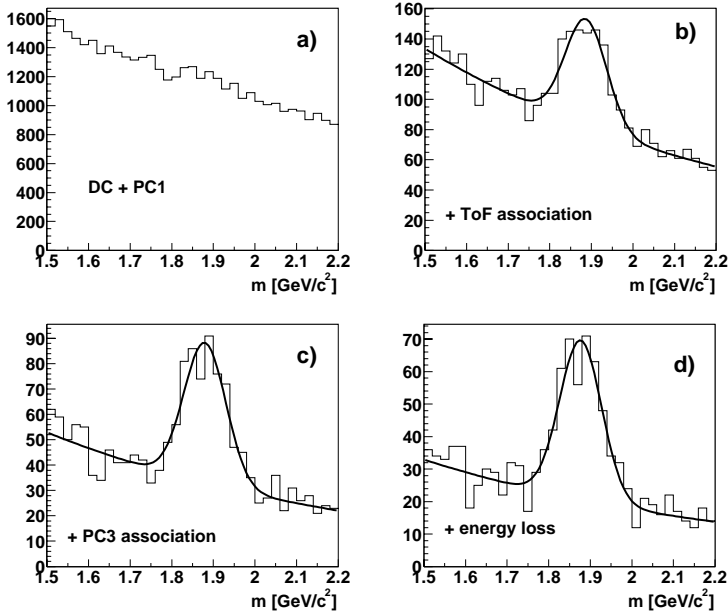 1600
1400
1200
1000
800
600
400
200
0
1.5 1.6 1.7 1.8 1.9 2 2.1 2.2
m [GeV/c²]
a)
DC + PC1
160
140
120
100
80
60
40
20
0
1.5 1.6 1.7 1.8 1.9 2 2.1 2.2
m [GeV/c²]
b)
+ ToF association
90
80
70
60
50
40
30
20
10
0
1.5 1.6 1.7 1.8 1.9 2 2.1 2.2
m [GeV/c²]
c)
+ PC3 association
70
60
50
40
30
20
10
0
1.5 1.6 1.7 1.8 1.9 2 2.1 2.2
m [GeV/c²]
d)
+ energy loss